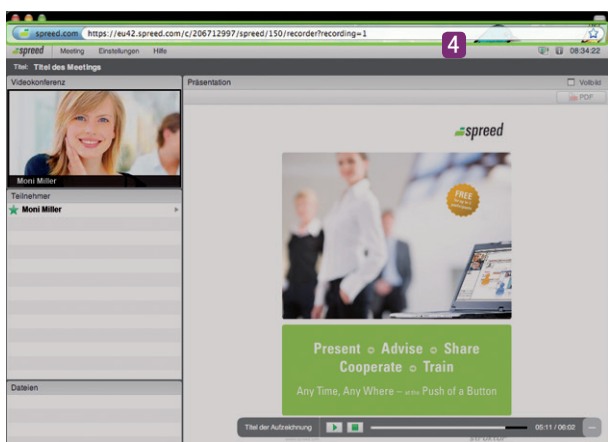 spreed.com https://eu42.spreed.com/c/206712997/spreed/150/recorder?recording=1
4
spreed Meeting Einstellungen Hilfe 08:34:22
Titel: Titel des Meetings
Videokonferenz Präsentation Vollbild
PDF
spreed
Moni Miller
Teilnehmer
Moni Miller
FREE
Present Advise Share
Cooperate Train
Any Time, Any Where – at the Push of a Button
Dateien
Titel der Aufzeichnung 05:11 / 06:02